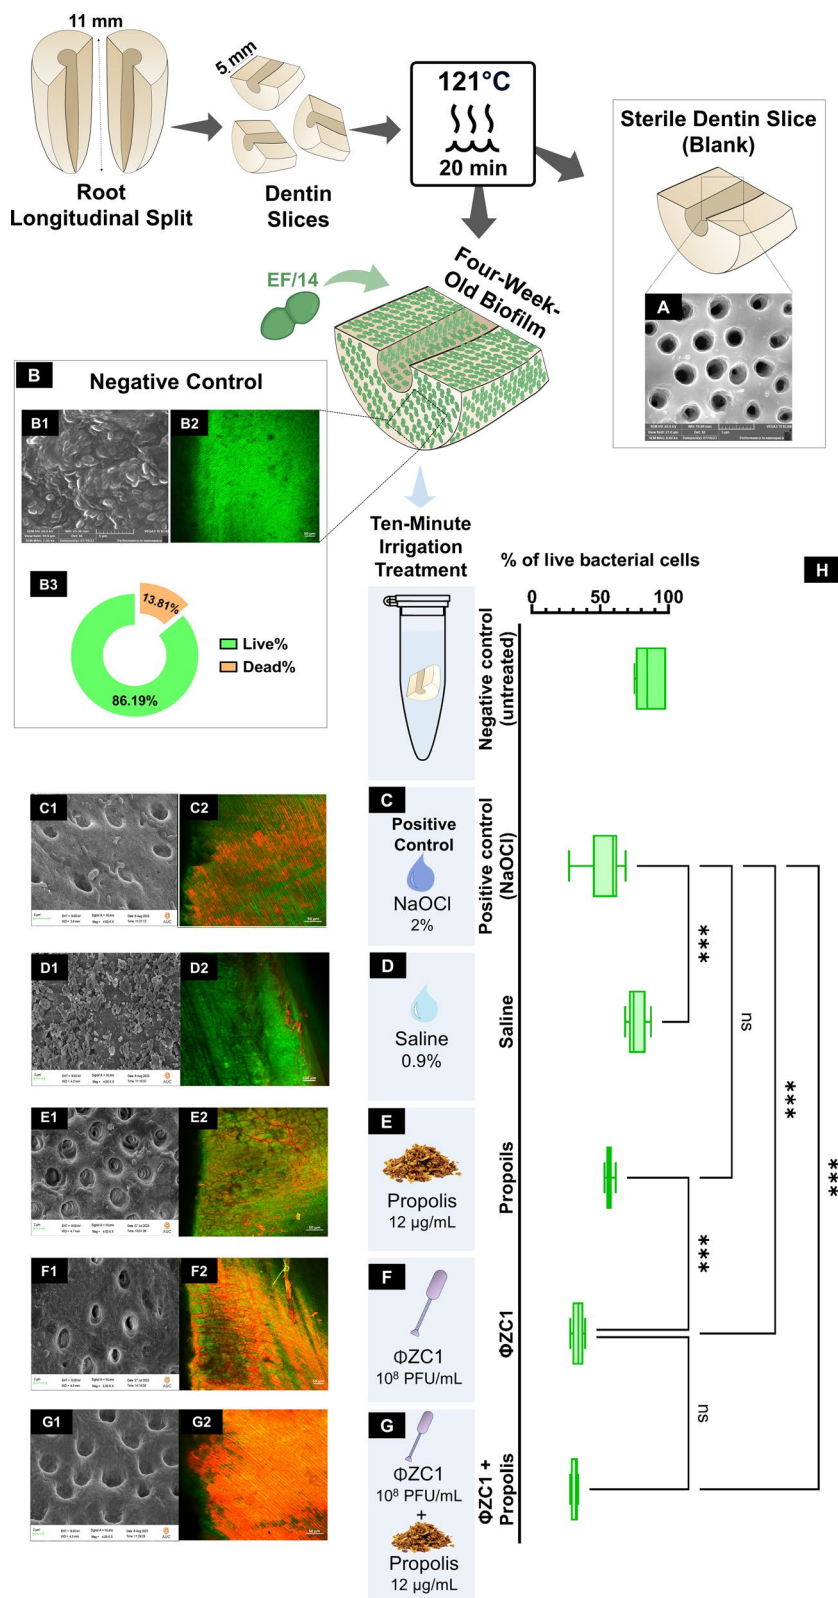 11 mm
Root
Longitudinal Split
5 mm
Dentin
Slices
121°C
20 min
Sterile Dentin Slice
(Blank)
A
EF/14
Four-Week-
Old Biofilm
B
Negative Control
B1
B2
B3
13.81%
86.19%
Live%
Dead%
Ten-Minute
Irrigation
Treatment
H
% of live bacterial cells
0
50
100
Negative control
(untreated)
C1
C2
C
Positive
Control
NaOCl
2%
Positive control
(NaOCl)
***
D1
D2
D
Saline
0.9%
Saline
ns
***
E1
E2
E
Propolis
12 µg/mL
Propoils
***
***
F1
F2
F
ΦZC1
10⁸ PFU/mL
ΦZC1
ns
G1
G2
G
ΦZC1
10⁸ PFU/mL
+
Propolis
12 µg/mL
ΦZC1 +
Propolis